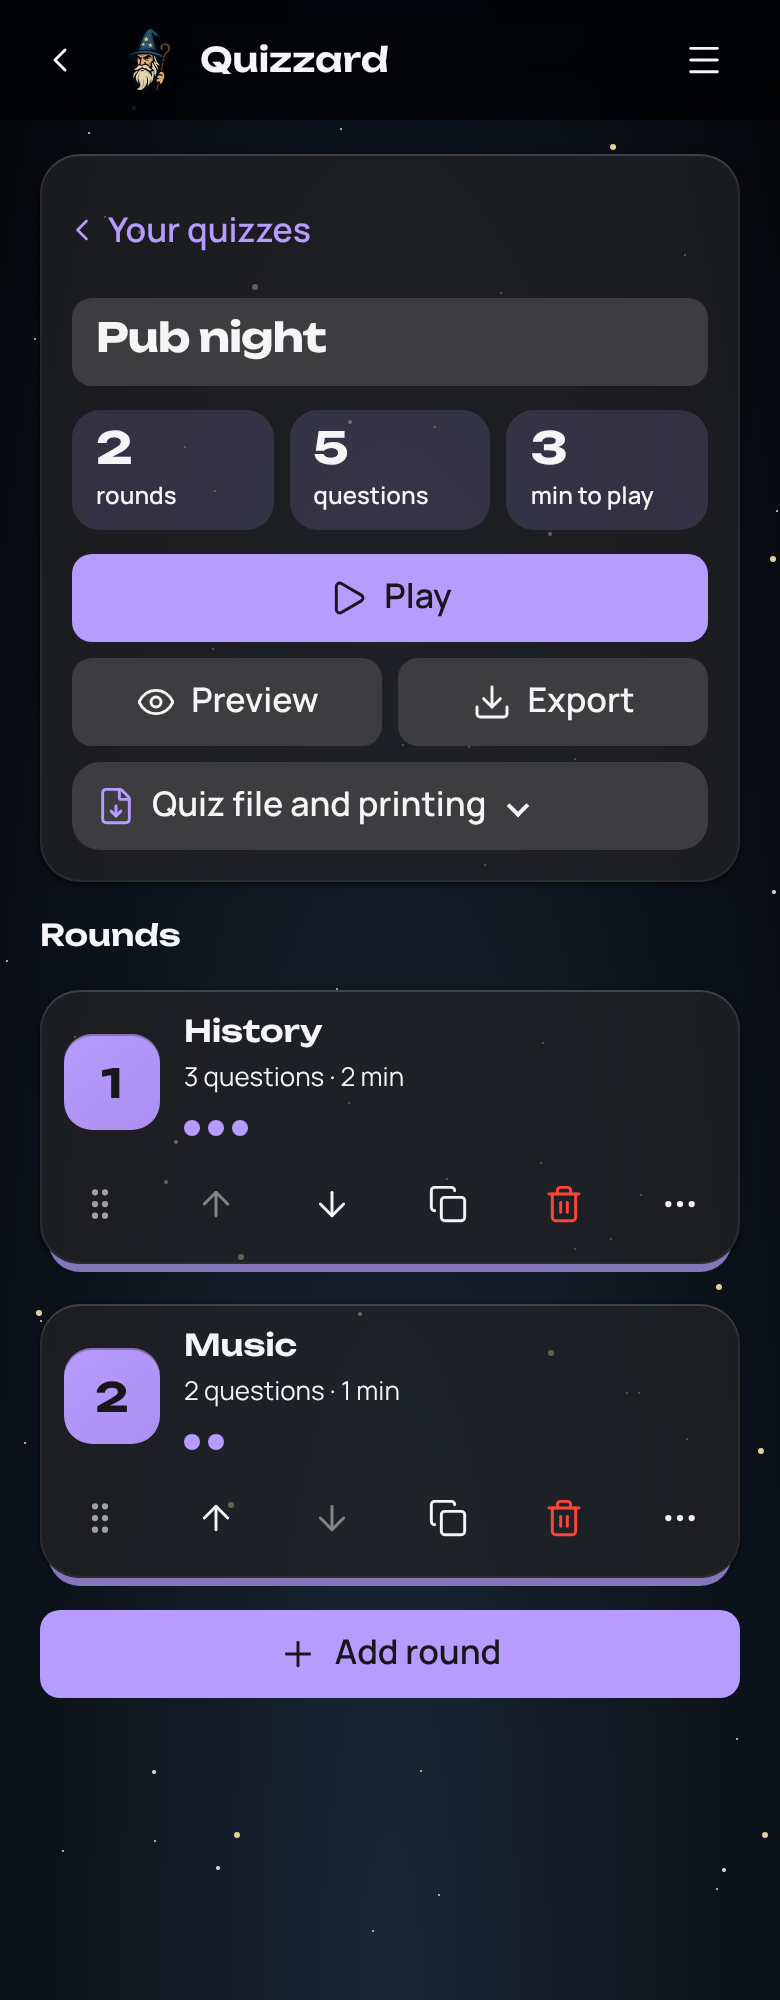 Quizzard
Your quizzes
Pub night
2
rounds
5
questions
3
min to play
Play
Preview
Export
Quiz file and printing
Rounds
1
History
3 questions · 2 min
2
Music
2 questions · 1 min
Add round